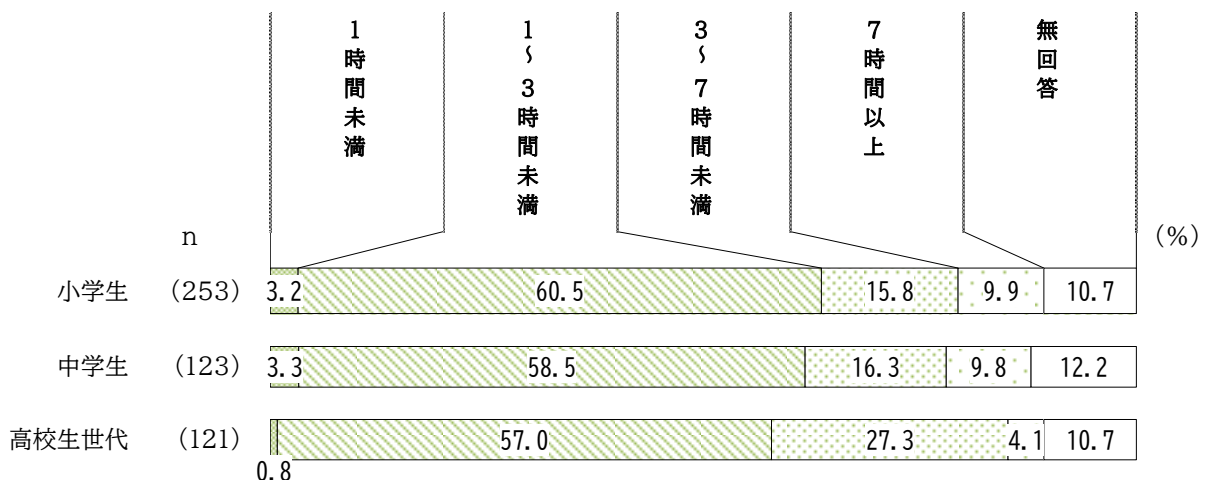 1時間未満
1〜3時間未満
3〜7時間未満
7時間以上
無回答
n
(%)
小学生 (253) 3.2 60.5 15.8 9.9 10.7
中学生 (123) 3.3 58.5 16.3 9.8 12.2
高校生世代 (121) 57.0 27.3 4.1 10.7
0.8